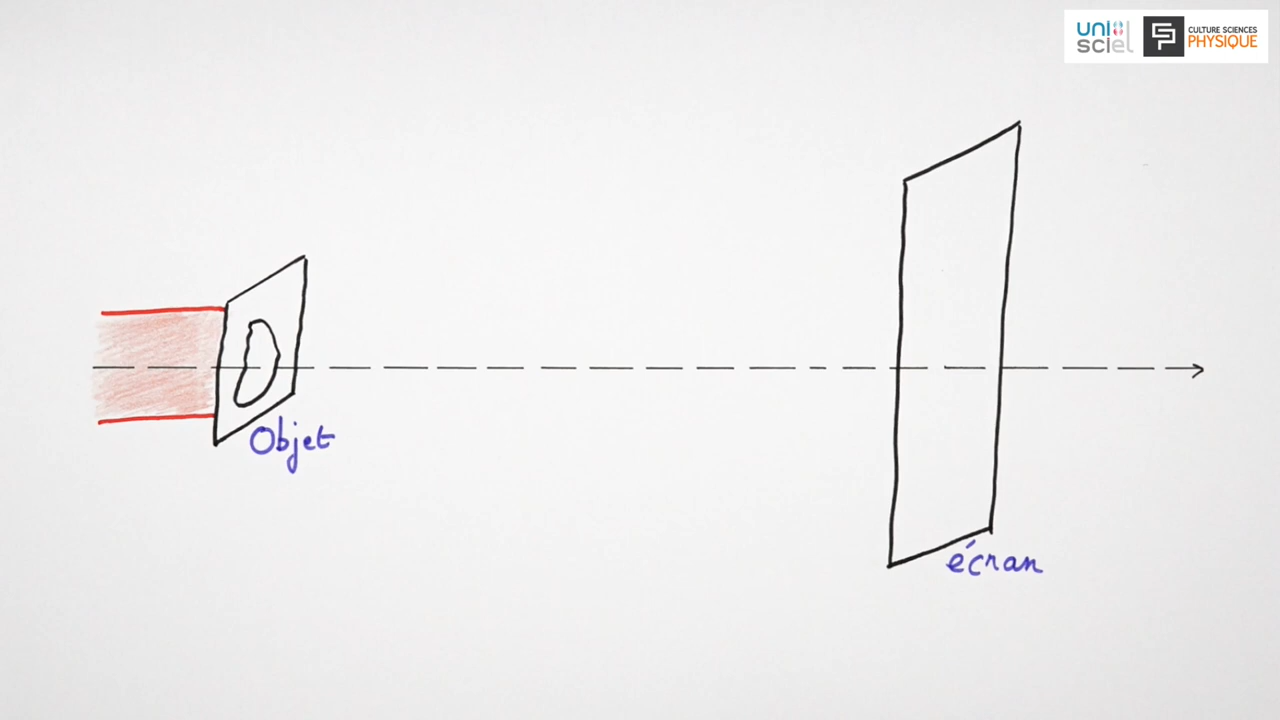 uni
sciel
CULTURE SCIENCES
PHYSIQUE
Objet
écran